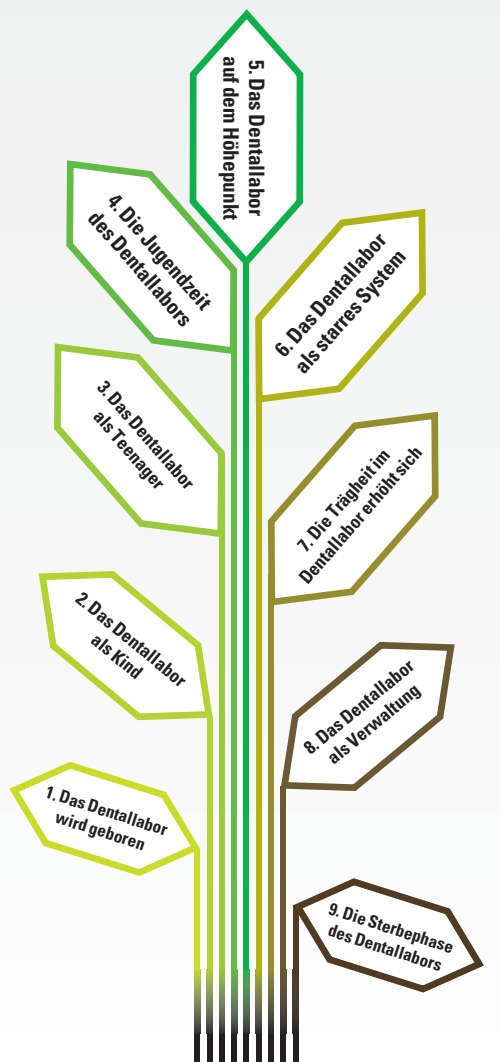 1. Das Dentallabor
wird geboren
2. Das Dentallabor
als Kind
3. Das Dentallabor
als Teenager
4. Die Jugendzeit
des Dentallabors
5. Das Dentallabor
auf dem Höhepunkt
6. Das Dentallabor
als starres System
7. Die Trägheit im
Dentallabor erhöht sich
8. Das Dentallabor
als Verwaltung
9. Die Sterbephase
des Dentallabors